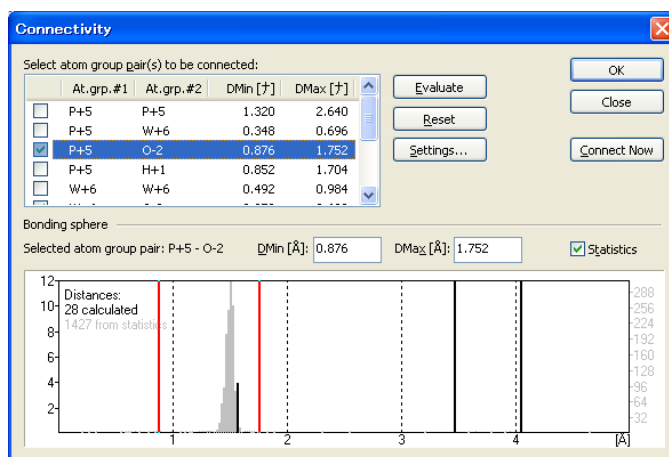 Connectivity
Select atom group pair(s) to be connected:
At.grp.#1 At.grp.#2 DMin [ﾅ] DMax [ﾅ]
P+5 P+5 1.320 2.640
P+5 W+6 0.348 0.696
P+5 O-2 0.876 1.752
P+5 H+1 0.852 1.704
W+6 W+6 0.492 0.984
Evaluate
Reset
Settings...
OK
Close
Connect Now
Bonding sphere
Selected atom group pair: P+5 - O-2 DMin [Å]: 0.876 DMax [Å]: 1.752 Statistics
Distances:
28 calculated
1427 from statistics
12
10
8
6
4
2
288
256
224
192
160
128
96
64
32
1 2 3 4 [Å]